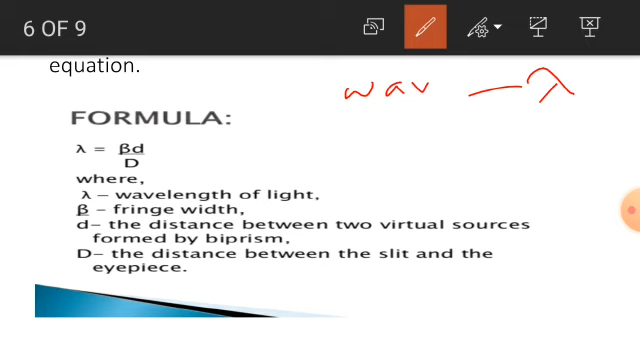 6 OF 9
equation.
wav — λ
FORMULA:
λ = βd
D
where,
λ – wavelength of light,
β – fringe width,
d– the distance between two virtual sources
formed by biprism,
D– the distance between the slit and the
eyepiece.